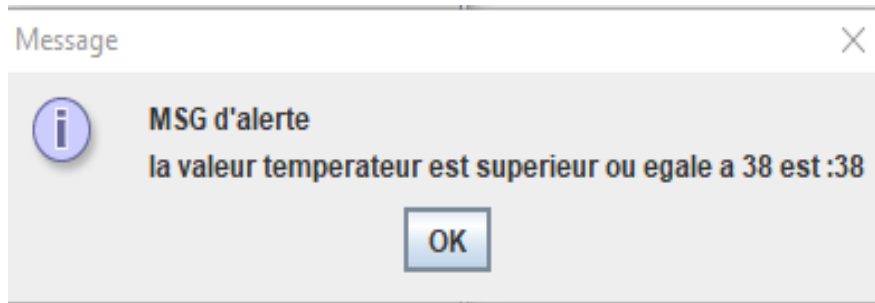 Message
MSG d'alerte
la valeur temperateur est superieur ou egale a 38 est :38
OK